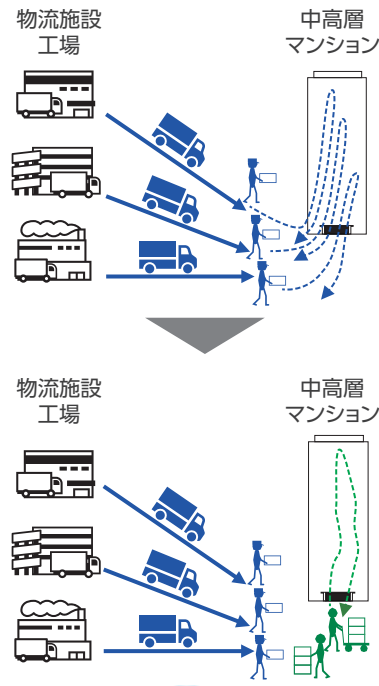 物流施設
工場
中高層
マンション
物流施設
工場
中高層
マンション